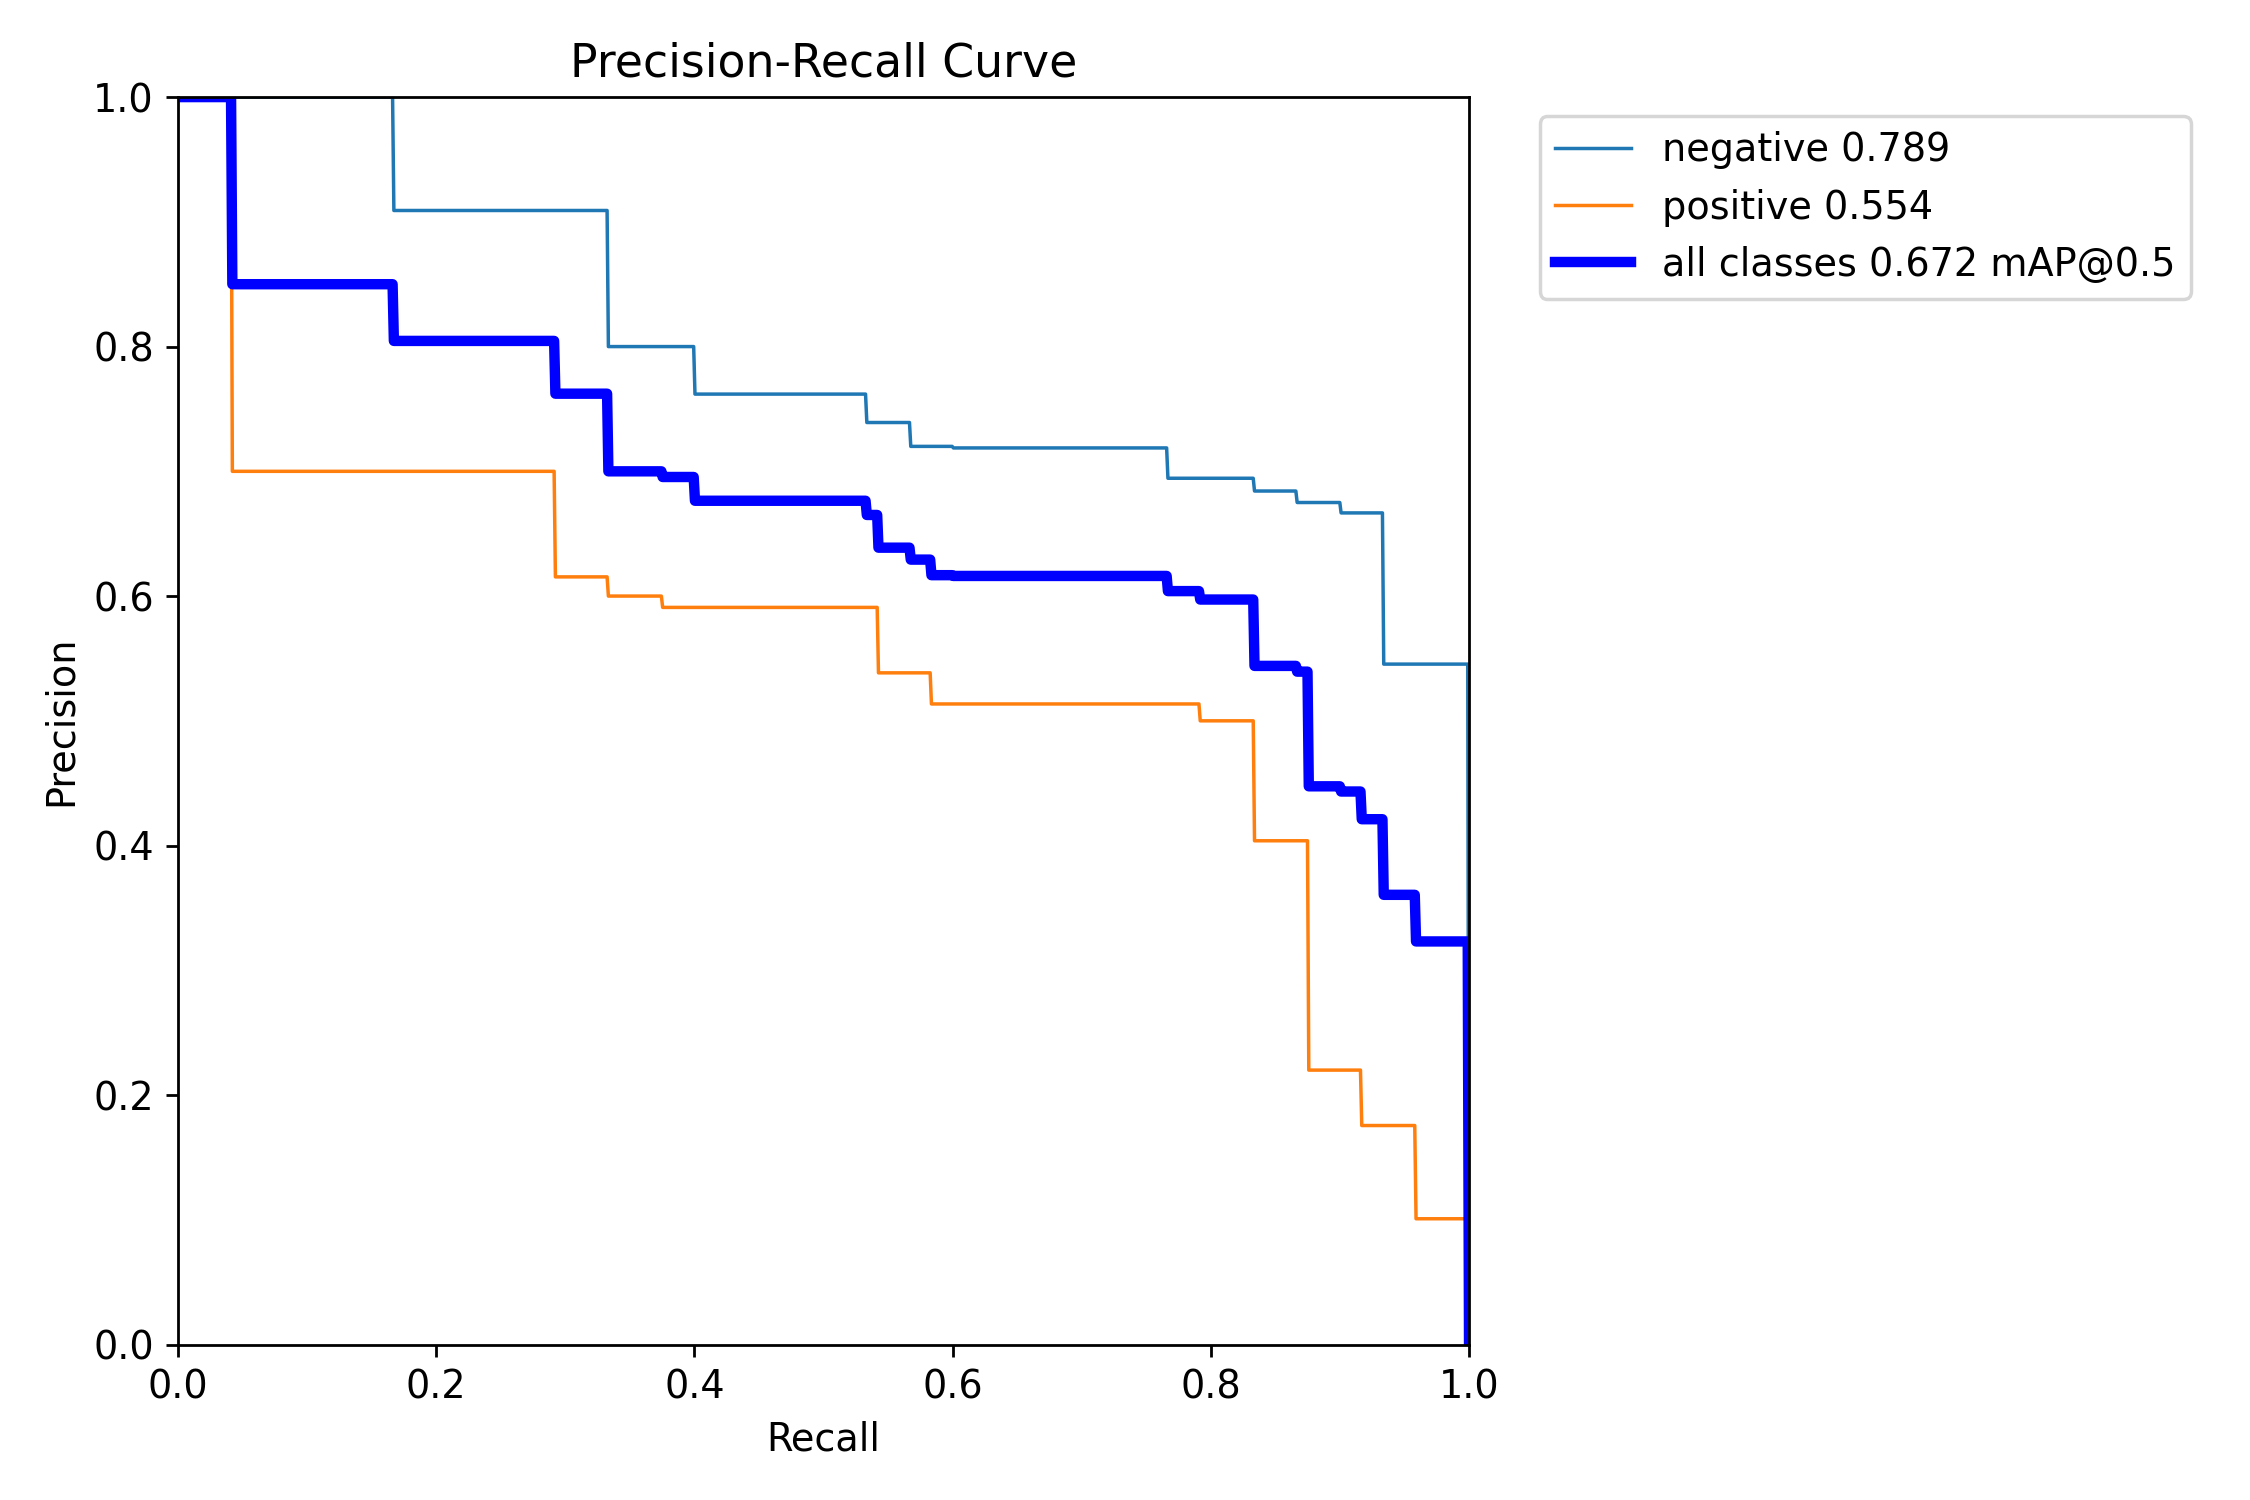 Precision-Recall Curve
1.0
0.8
0.6
0.4
0.2
0.0
Precision
0.0 0.2 0.4 0.6 0.8 1.0
Recall
negative 0.789
positive 0.554
all classes 0.672 mAP@0.5